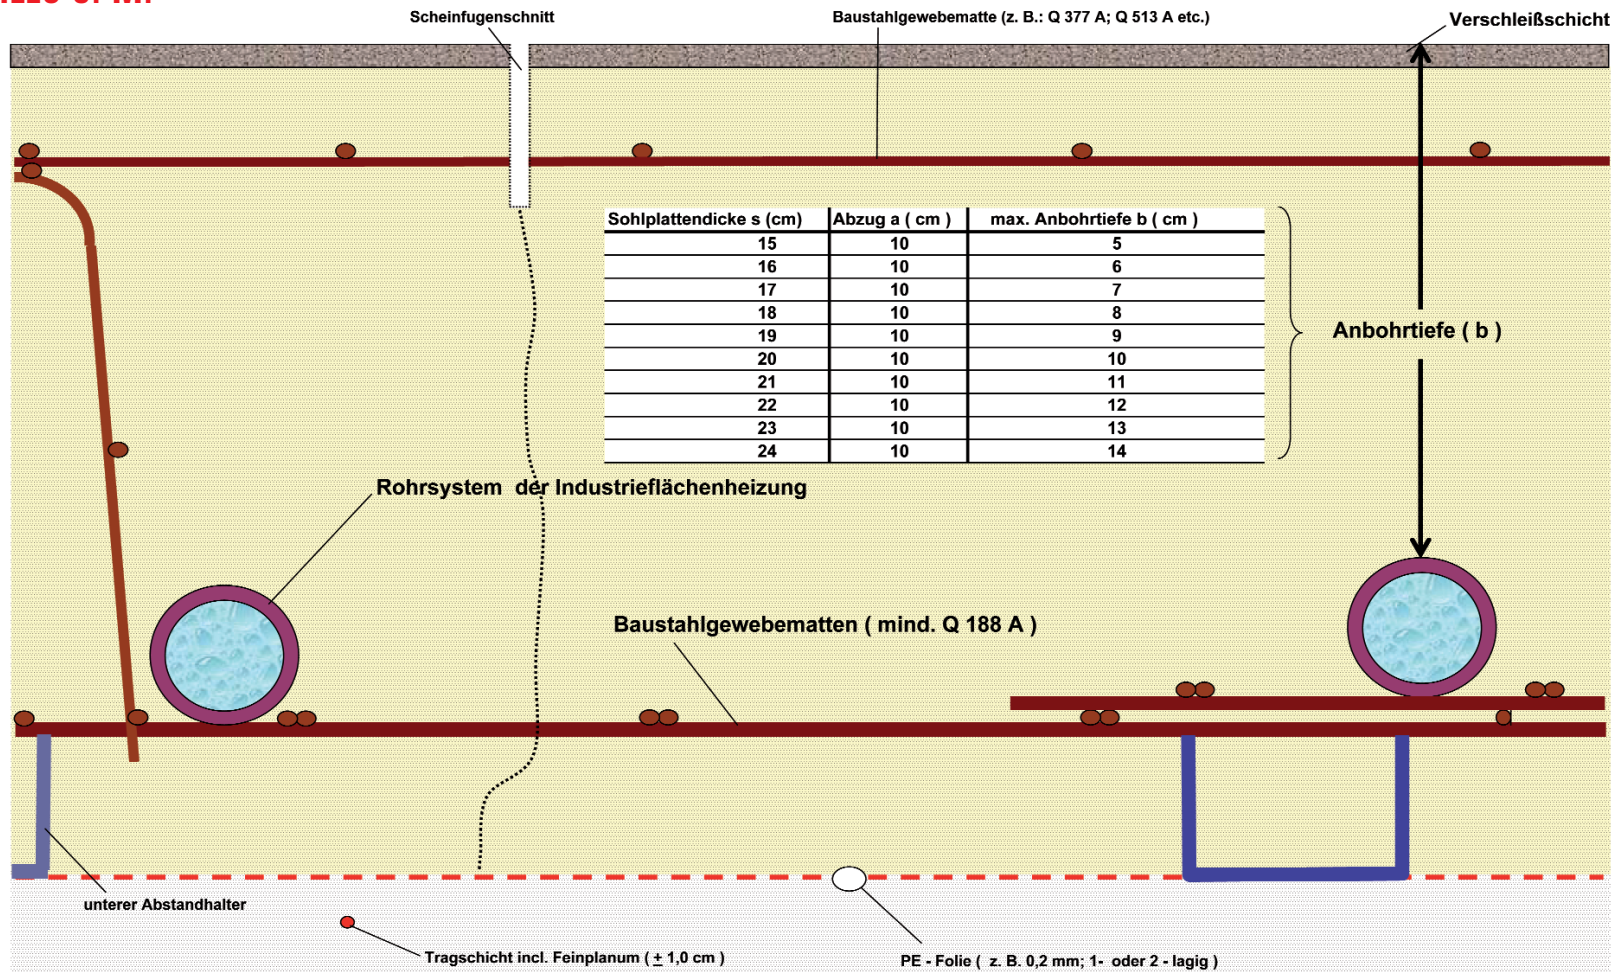 Scheinfugenschnitt
Baustahlgewebematte (z. B.: Q 377 A; Q 513 A etc.)
Verschleißschicht
Sohlplattendicke s (cm) Abzug a ( cm ) max. Anbohrtiefe b ( cm )
15 10 5
16 10 6
17 10 7
18 10 8
19 10 9
20 10 10
21 10 11
22 10 12
23 10 13
24 10 14
Anbohrtiefe ( b )
Rohrsystem der Industrieflächenheizung
Baustahlgewebematten ( mind. Q 188 A )
unterer Abstandhalter
Tragschicht incl. Feinplanum ( ± 1,0 cm )
PE - Folie ( z. B. 0,2 mm; 1- oder 2 - lagig )